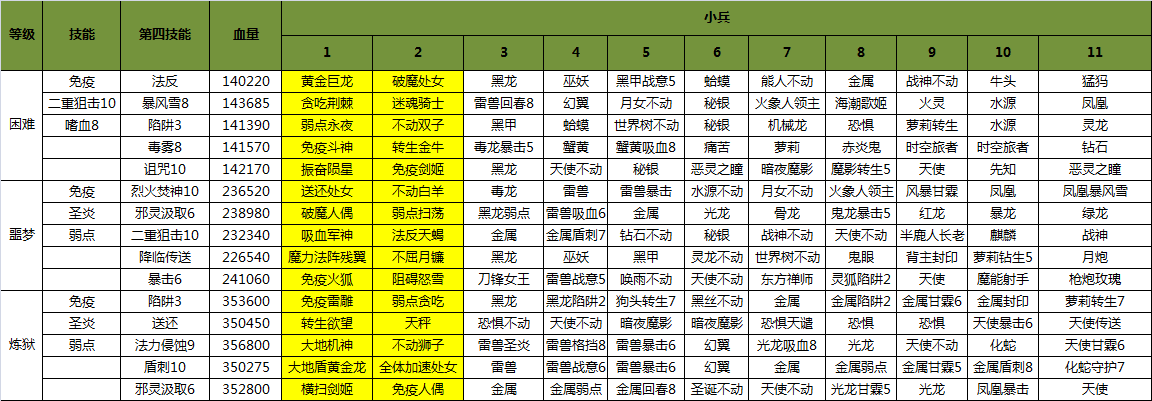 等级 技能 第四技能 血量 小兵
1 2 3 4 5 6 7 8 9 10 11
困难
免疫 法反 140220 黄金巨龙 破魔处女 黑龙 巫妖 黑甲战意5 蛤蟆 熊人不动 金属 战神不动 牛头 猛犸
二重狙击10 暴风雪8 143685 贪吃荆棘 迷魂骑士 雷兽回春8 幻翼 月女不动 秘银 火象人领主 海潮歌姬 火灵 水源 凤凰
嗜血8 陷阱3 141390 弱点永夜 不动双子 黑甲 蛤蟆 世界树不动 秘银 机械龙 恐惧 萝莉转生 水源 灵龙
毒雾8 141570 免疫斗神 转生金牛 毒龙暴击5 蟹黄 蟹黄吸血8 痛苦 萝莉 赤炎鬼 时空旅者 时空旅者 钻石
诅咒10 142170 振奋陨星 免疫剑姬 黑龙 天使不动 秘银 恶灵之瞳 暗夜魔影 魔影转生5 天使 先知 恶灵之瞳
噩梦
免疫 烈火焚神10 236520 送还处女 不动白羊 毒龙 雷兽 雷兽暴击 水源不动 月女不动 火象人领主 风暴甘霖 凤凰 凤凰暴风雪
圣炎 邪灵汲取6 238980 破魔人偶 弱点扫荡 黑龙弱点 雷兽吸血6 金属 光龙 骨龙 鬼龙暴击5 红龙 暴龙 绿龙
弱点 二重狙击10 232340 吸血军神 法反天蝎 金属 金属盾刺7 钻石不动 秘银 战神不动 天使不动 半鹿人长老 麒麟 战神
降临传送 226540 魔力法阵残翼 不屈月镰 雷兽 巫妖 黑甲 灵龙不动 世界树不动 鬼眼 背主封印 萝莉钻生5 月炮
暴击6 241060 免疫火狐 阻碍怒雪 刀锋女王 雷兽战意5 唤雨不动 天使不动 东方禅师 灵狐陷阱2 天使 魔能射手 枪炮玫瑰
炼狱
免疫 陷阱3 353600 免疫雷雕 弱点贪吃 黑龙 黑龙陷阱2 狗头转生7 黑丝不动 金属 金属陷阱2 金属甘霖6 金属封印 萝莉转生7
圣炎 送还 350450 转生欲望 天秤 恐惧不动 天使不动 暗夜魔影 暗夜魔影 恐惧天谴 恐惧 恐惧 天使暴击6 天使传送
弱点 法力侵蚀9 356800 大地机神 不动狮子 雷兽圣炎 雷兽格挡8 雷兽暴击6 幻翼 光龙吸血8 光龙 天使不动 化蛇 天使甘霖6
盾刺10 350275 大地盾黄金龙 全体加速处女 雷兽 雷兽暴击6 雷兽暴击6 幻翼 金属 金属弱点 金属甘霖5 金属盾刺8 化蛇守护7
邪灵汲取6 352800 横扫剑姬 免疫人偶 金属 金属弱点 金属回春8 圣诞不动 天使不动 光龙甘霖5 光龙 凤凰暴击 天使